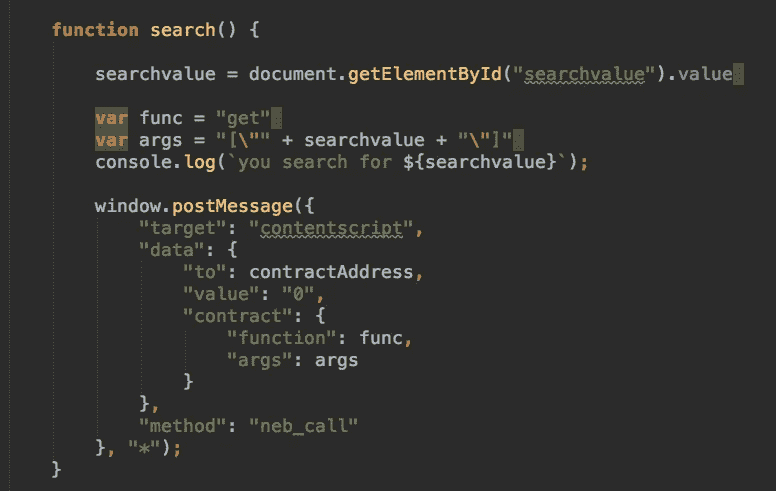 function search() {
searchvalue = document.getElementById("searchvalue").value
var func = "get"
var args = "[\"" + searchvalue + "\"]"
console.log(`you search for ${searchvalue}`);
window.postMessage({
"target": "contentscript",
"data": {
"to": contractAddress,
"value": "0",
"contract": {
"function": func,
"args": args
}
},
"method": "neb_call"
}, "*");
}